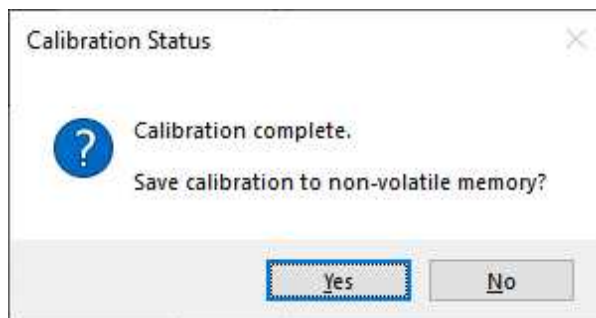 Calibration Status
Calibration complete.
Save calibration to non-volatile memory?
Yes
No